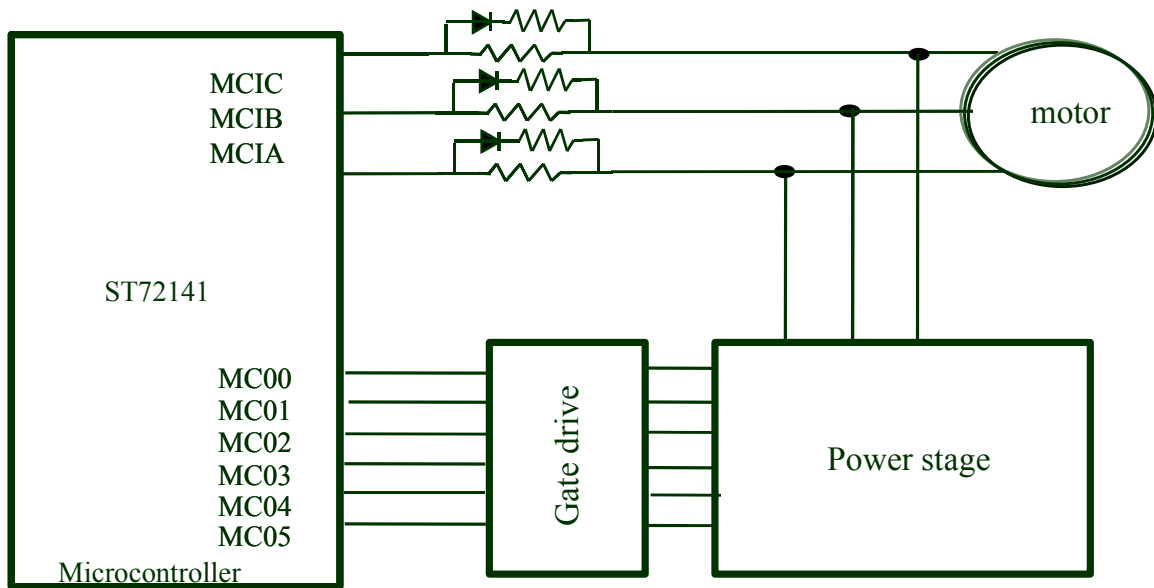 MCIC
MCIB
MCIA
motor
ST72141
MC00
MC01
MC02
MC03
MC04
MC05
Gate drive
Power stage
Microcontroller